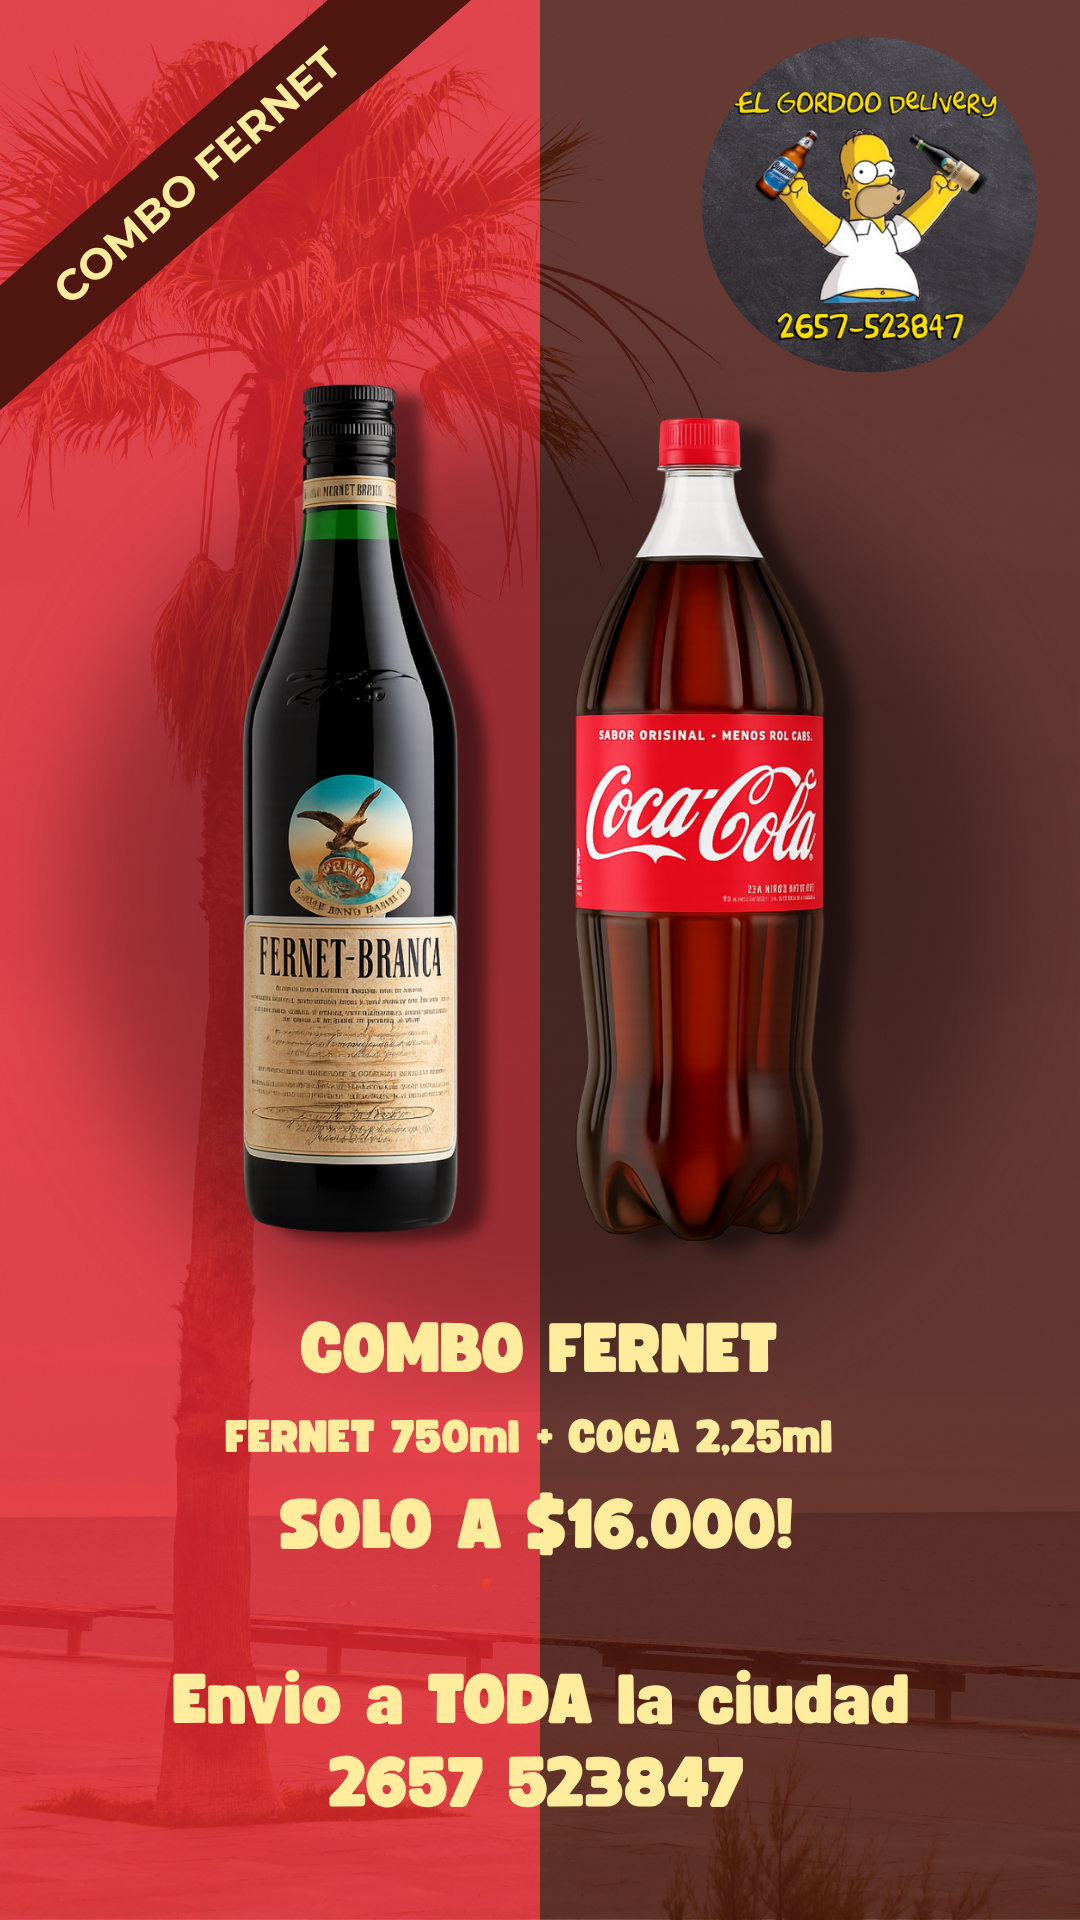 COMBO FERNET
EL GORDOO DELIVERY
2657-523847
FERNET-BRANCA
SABOR ORISINAL - MENOS ROL CABS.
Coca-Cola
COMBO FERNET
FERNET 750ml + COCA 2,25ml
SOLO A $16.000!
Envio a TODA la ciudad
2657 523847